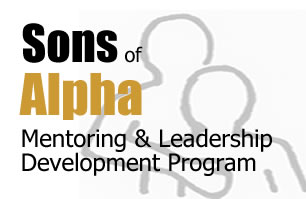 Sons of
Alpha
Mentoring & Leadership
Development Program